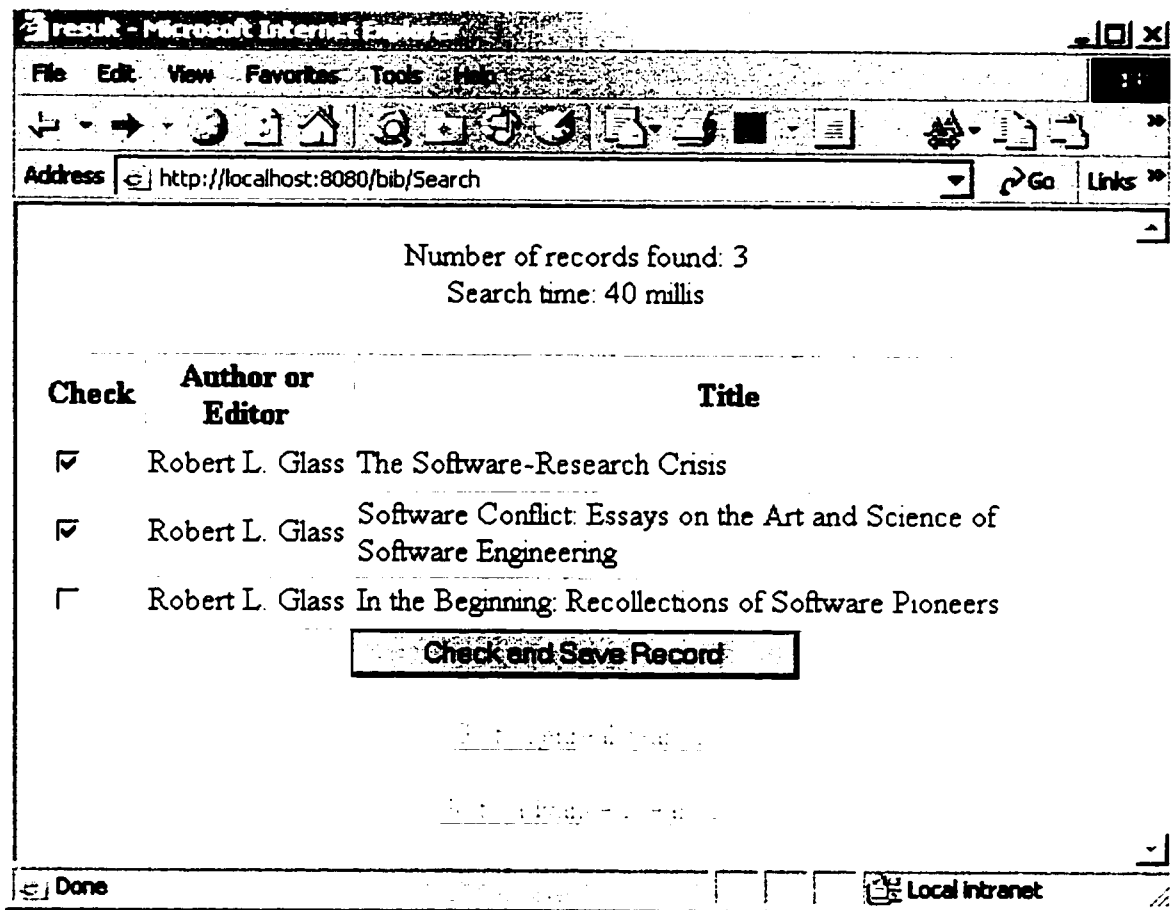 result - Microsoft Internet Explorer
File Edit View Favorites Tools Help
Address http://localhost:8080/bib/Search Go Links »
Number of records found: 3
Search time: 40 millis
Check Author or Editor Title
Robert L. Glass The Software-Research Crisis
Robert L. Glass Software Conflict: Essays on the Art and Science of
Software Engineering
Robert L. Glass In the Beginning: Recollections of Software Pioneers
Check and Save Record
Done Local intranet